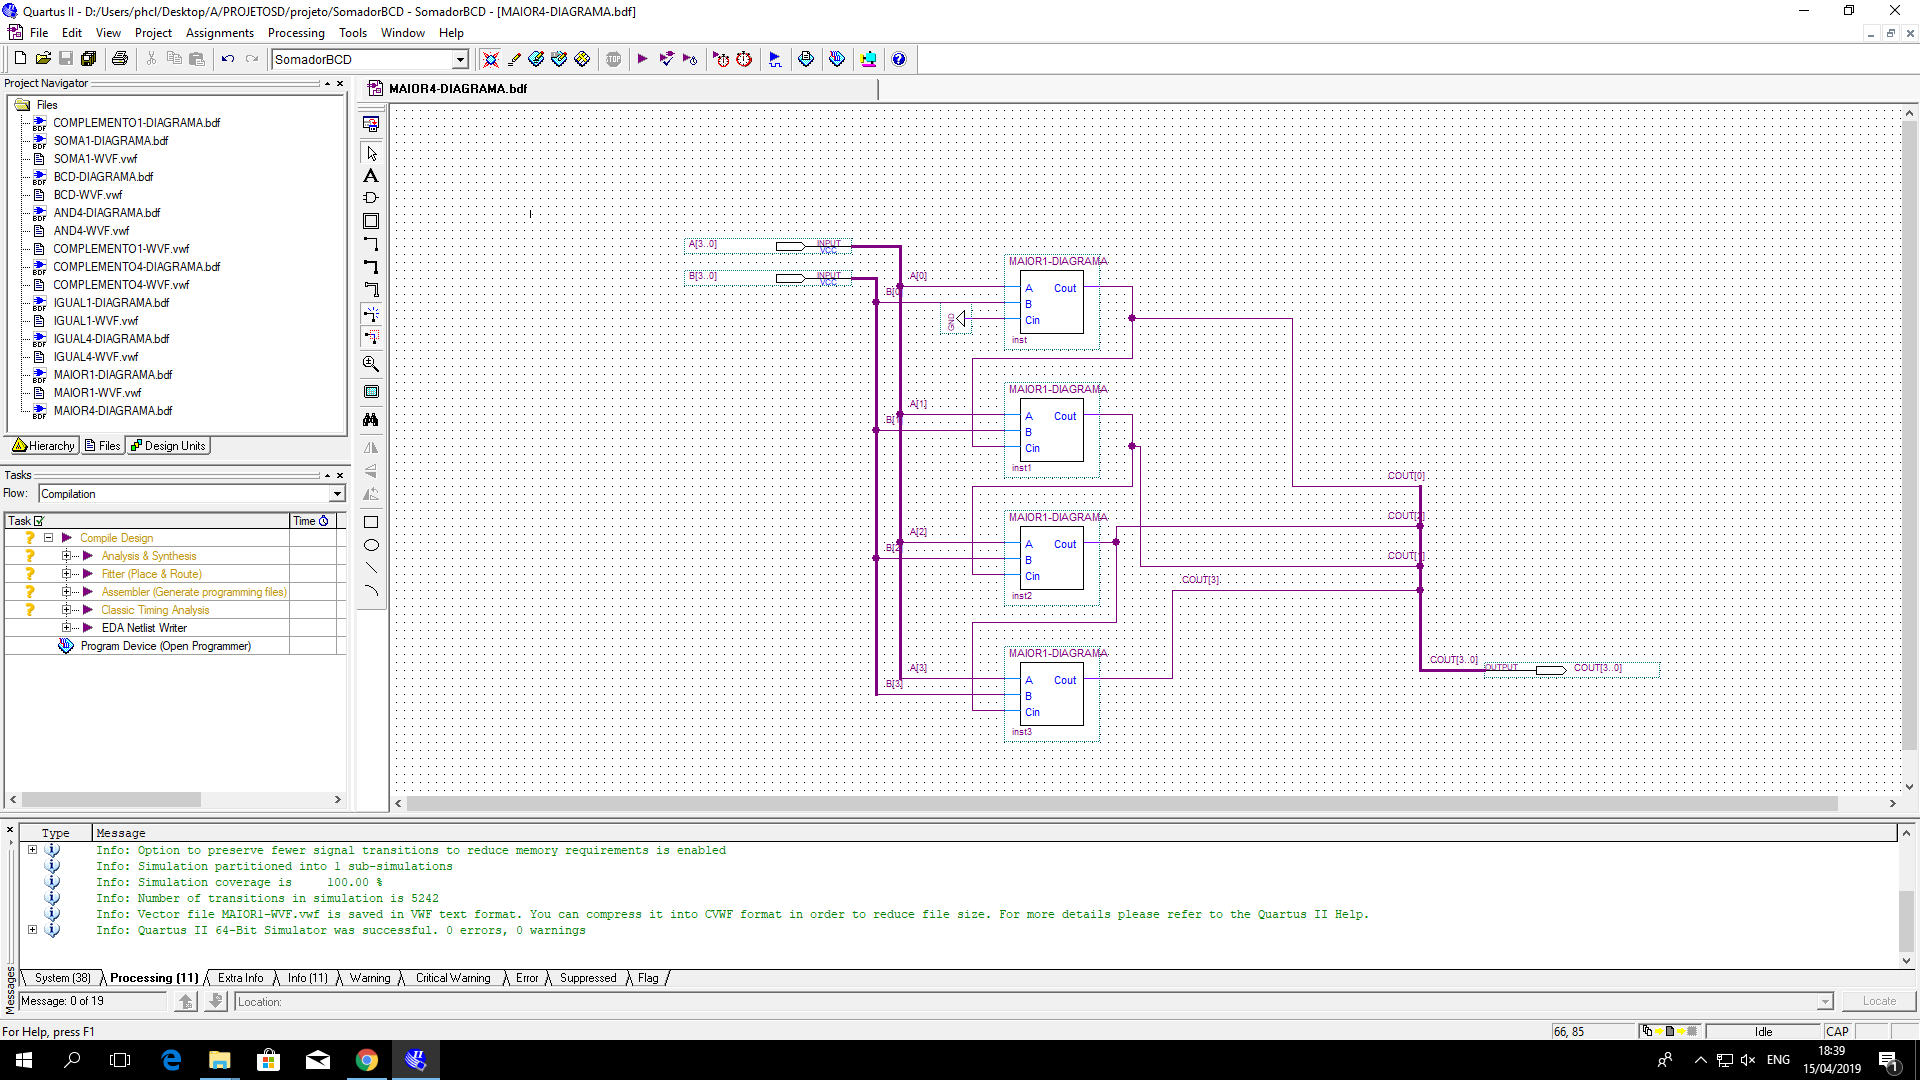 Quartus II - D:/Users/phcl/Desktop/A/PROJETOSD/projeto/SomadorBCD - SomadorBCD - [MAIOR4-DIAGRAMA.bdf]
File Edit View Project Assignments Processing Tools Window Help
SomadorBCD
Project Navigator
MAIOR4-DIAGRAMA.bdf
Files
COMPLEMENTO1-DIAGRAMA.bdf
SOMA1-DIAGRAMA.bdf
SOMA1-WVF.vwf
BCD-DIAGRAMA.bdf
BCD-WVF.vwf
AND4-DIAGRAMA.bdf
AND4-WVF.vwf
COMPLEMENTO1-WVF.vwf
COMPLEMENTO4-DIAGRAMA.bdf
COMPLEMENTO4-WVF.vwf
IGUAL1-DIAGRAMA.bdf
IGUAL1-WVF.vwf
IGUAL4-DIAGRAMA.bdf
IGUAL4-WVF.vwf
MAIOR1-DIAGRAMA.bdf
MAIOR1-WVF.vwf
MAIOR4-DIAGRAMA.bdf
Hierarchy Files Design Units
Tasks
Flow: Compilation
Task Time
Compile Design
Analysis & Synthesis
Fitter (Place & Route)
Assembler (Generate programming files)
Classic Timing Analysis
EDA Netlist Writer
Program Device (Open Programmer)
A[3..0] INPUT VCC
B[3..0] INPUT VCC
A[0]
B[0
GND
MAIOR1-DIAGRAMA
A Cout
B
Cin
inst
A[1]
MAIOR1-DIAGRAMA
A Cout
B
Cin
inst1
A[2]
B[2
MAIOR1-DIAGRAMA
A Cout
B
Cin
inst2
A[3]
B[3]
MAIOR1-DIAGRAMA
A Cout
B
Cin
inst3
COUT[0]
COUT[2]
COUT[1]
COUT[3]
COUT[3..0] OUTPUT COUT[3..0]
Type Message
Info: Option to preserve fewer signal transitions to reduce memory requirements is enabled
Info: Simulation partitioned into 1 sub-simulations
Info: Simulation coverage is 100.00 %
Info: Number of transitions in simulation is 5242
Info: Vector file MAIOR1-WVF.vwf is saved in VWF text format. You can compress it into CVWF format in order to reduce file size. For more details please refer to the Quartus II Help.
Info: Quartus II 64-Bit Simulator was successful. 0 errors, 0 warnings
System (38) Processing (11) Extra Info Info (11) Warning Critical Warning Error Suppressed Flag
Messages
Message: 0 of 19 Location: Locate
For Help, press F1 66, 85 Idle CAP
ENG 18:39
15/04/2019
1